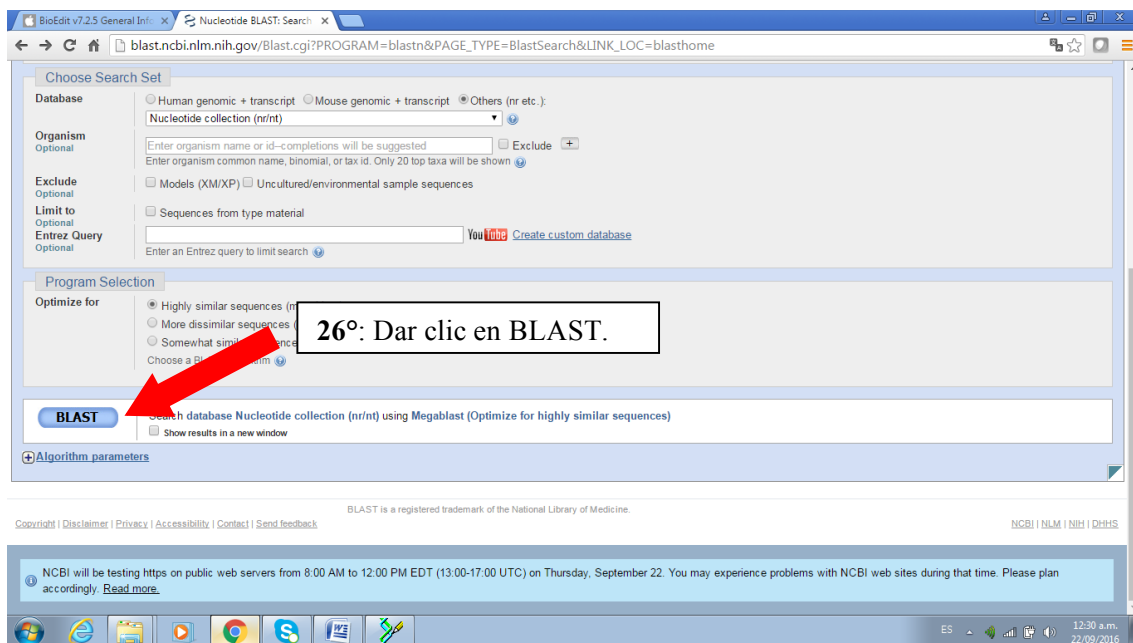 BioEdit v7.2.5 General Info
Nucleotide BLAST: Search
blast.ncbi.nlm.nih.gov/Blast.cgi?PROGRAM=blastn&PAGE_TYPE=BlastSearch&LINK_LOC=blasthome
Choose Search Set
Database
Human genomic + transcript Mouse genomic + transcript Others (nr etc.):
Nucleotide collection (nr/nt)
Organism
Optional
Enter organism name or id--completions will be suggested Exclude +
Enter organism common name, binomial, or tax id. Only 20 top taxa will be shown
Exclude
Optional
Models (XM/XP) Uncultured/environmental sample sequences
Limit to
Optional
Sequences from type material
Entrez Query
Optional
YouTube Create custom database
Enter an Entrez query to limit search
Program Selection
Optimize for
Highly similar sequences
More dissimilar sequences
Somewhat
Choose a
26°: Dar clic en BLAST.
BLAST
Search database Nucleotide collection (nr/nt) using Megablast (Optimize for highly similar sequences)
Show results in a new window
Algorithm parameters
BLAST is a registered trademark of the National Library of Medicine.
Copyright | Disclaimer | Privacy | Accessibility | Contact | Send feedback
NCBI | NLM | NIH | DHHS
NCBI will be testing https on public web servers from 8:00 AM to 12:00 PM EDT (13:00-17:00 UTC) on Thursday, September 22. You may experience problems with NCBI web sites during that time. Please plan
accordingly. Read more.
ES
12:30 a.m.
22/09/2016